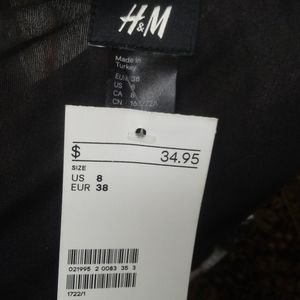 H&M
Made in
Turkey
EUR 38
US 8
CA 8
CN
$ 34.95
SIZE
US 8
EUR 38
021995 2 0083 35 3
1722/1